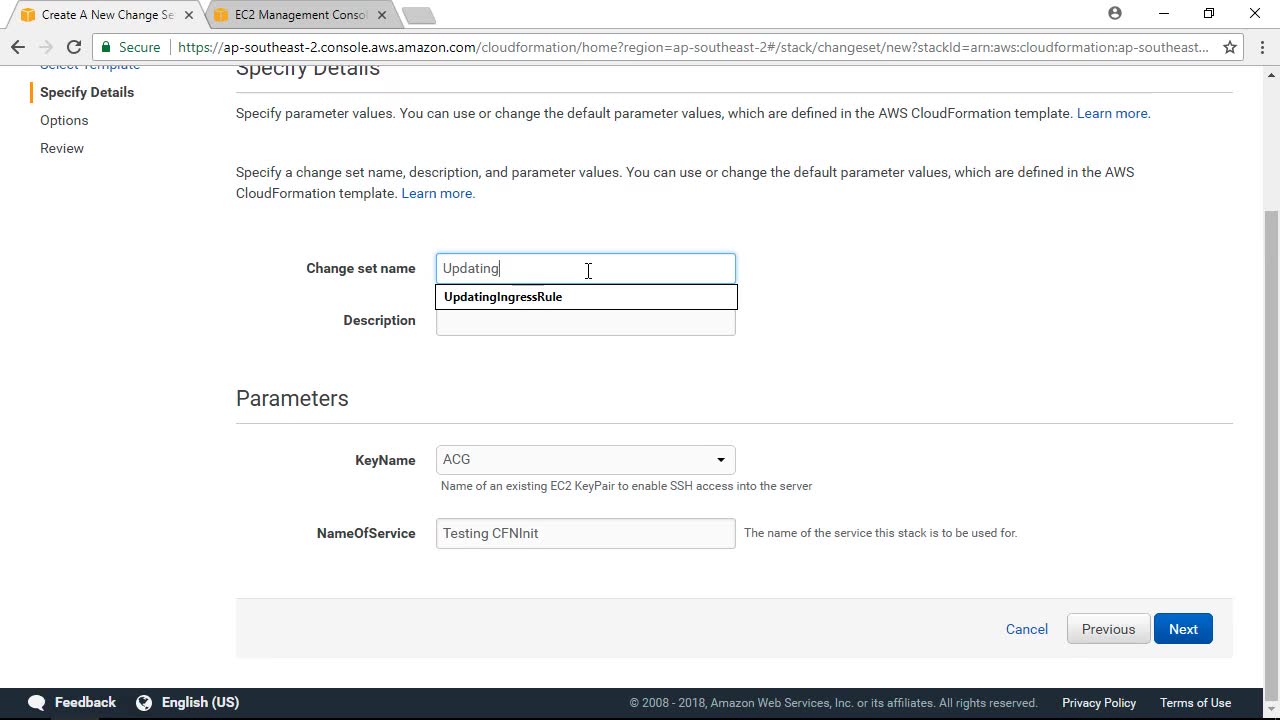 Create A New Change Se
EC2 Management Consol
Secure
https://ap-southeast-2.console.aws.amazon.com/cloudformation/home?region=ap-southeast-2#/stack/changeset/new?stackId=arn:aws:cloudformation:ap-southeast...
Select Template
Specify Details
Options
Review
Specify Details
Specify parameter values. You can use or change the default parameter values, which are defined in the AWS CloudFormation template. Learn more.
Specify a change set name, description, and parameter values. You can use or change the default parameter values, which are defined in the AWS
CloudFormation template. Learn more.
Change set name
Updating
UpdatingIngressRule
Description
Parameters
KeyName
ACG
Name of an existing EC2 KeyPair to enable SSH access into the server
NameOfService
Testing CFNInit
The name of the service this stack is to be used for.
Cancel
Previous
Next
Feedback
English (US)
© 2008 - 2018, Amazon Web Services, Inc. or its affiliates. All rights reserved.
Privacy Policy
Terms of Use